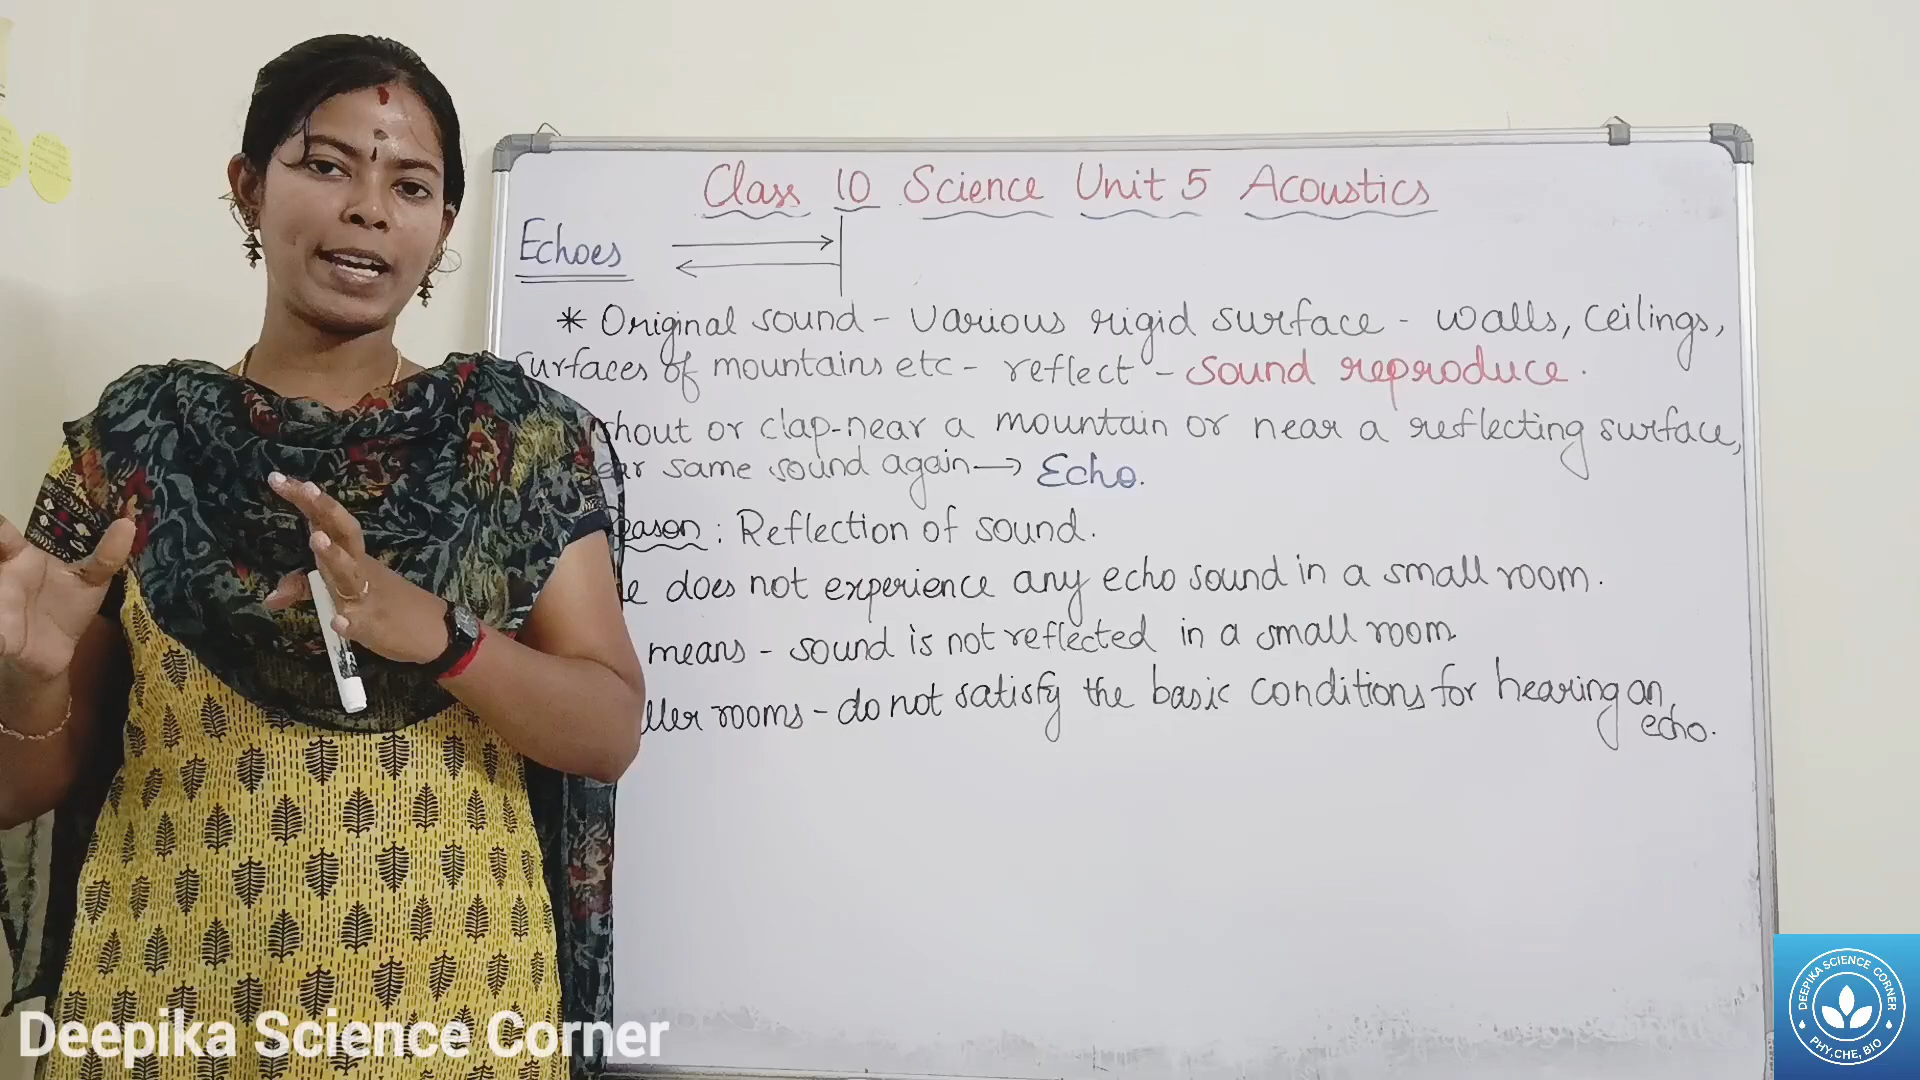 Class 10 Science Unit 5 Acoustics
Echoes
* Original sound - various rigid surface - walls, ceilings,
surfaces of mountains etc - reflect - sound reproduce.
shout or clap-near a mountain or near a reflecting surface,
same sound again → Echo.
Reason : Reflection of sound.
does not experience any echo sound in a small room.
means - sound is not reflected in a small room
rooms - do not satisfy the basic conditions for hearing an
echo.
Deepika Science Corner
DEEPIKA SCIENCE CORNER
PHY,CHE,BIO